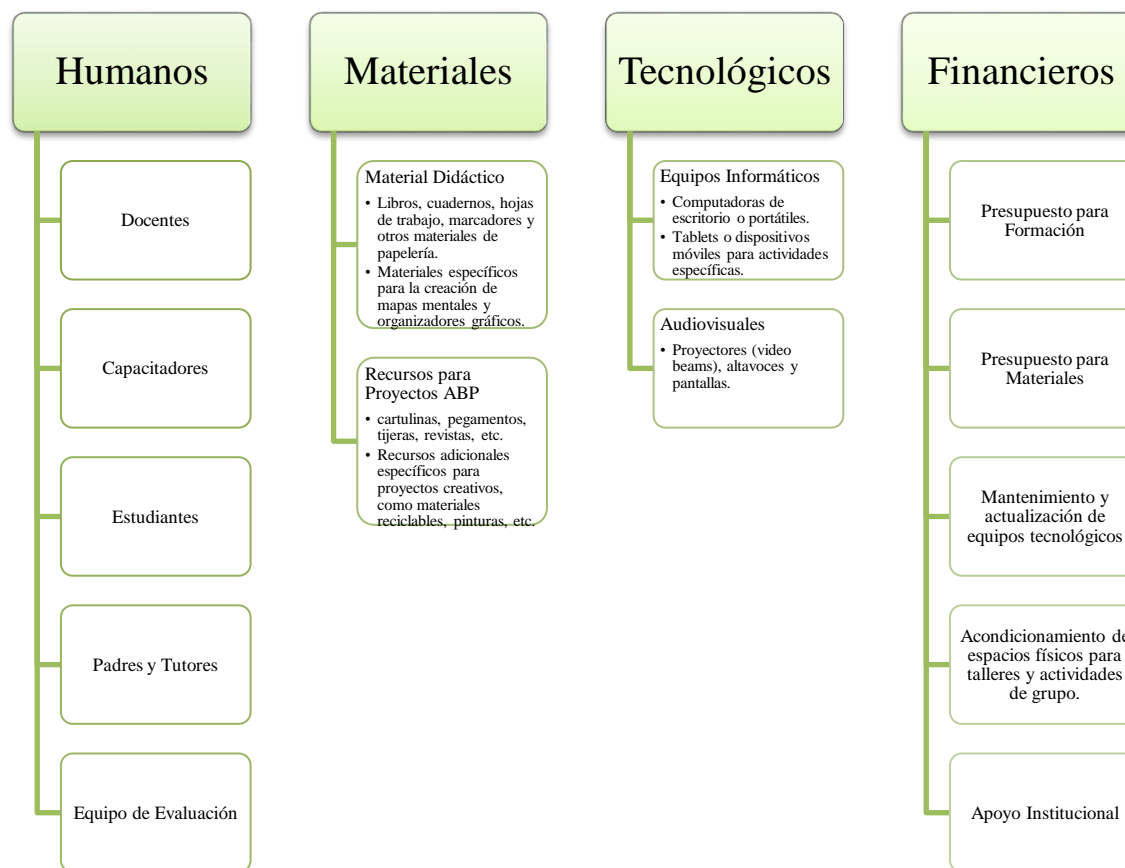 Humanos
Docentes
Capacitadores
Estudiantes
Padres y Tutores
Equipo de Evaluación
Materiales
Material Didáctico
• Libros, cuadernos, hojas
de trabajo, marcadores y
otros materiales de
papelería.
• Materiales específicos
para la creación de
mapas mentales y
organizadores gráficos.
Recursos para
Proyectos ABP
• cartulinas, pegamentos,
tijeras, revistas, etc.
• Recursos adicionales
específicos para
proyectos creativos,
como materiales
reciclables, pinturas, etc.
Tecnológicos
Equipos Informáticos
• Computadoras de
escritorio o portátiles.
• Tablets o dispositivos
móviles para actividades
específicas.
Audiovisuales
• Proyectores (video
beams), altavoces y
pantallas.
Financieros
Presupuesto para
Formación
Presupuesto para
Materiales
Mantenimiento y
actualización de
equipos tecnológicos
Acondicionamiento de
espacios físicos para
talleres y actividades
de grupo.
Apoyo Institucional